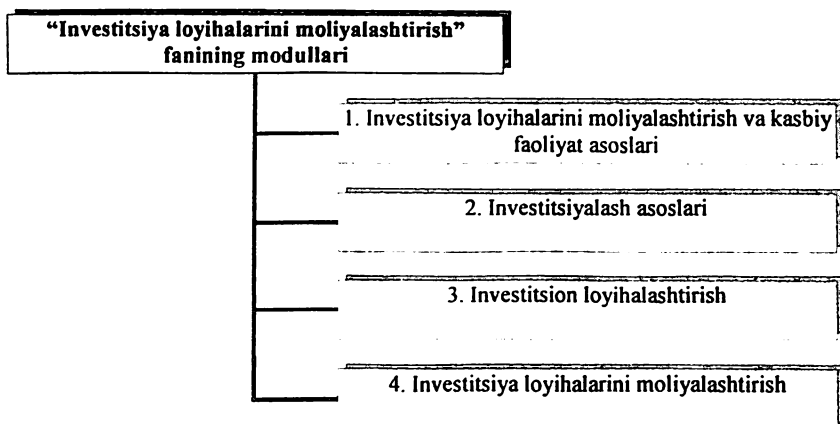 “Investitsiya loyihalarini moliyalashtirish”
fanining modullari
1. Investitsiya loyihalarini moliyalashtirish va kasbiy
faoliyat asoslari
2. Investitsiyalash asoslari
3. Investitsion loyihalashtirish
4. Investitsiya loyihalarini moliyalashtirish